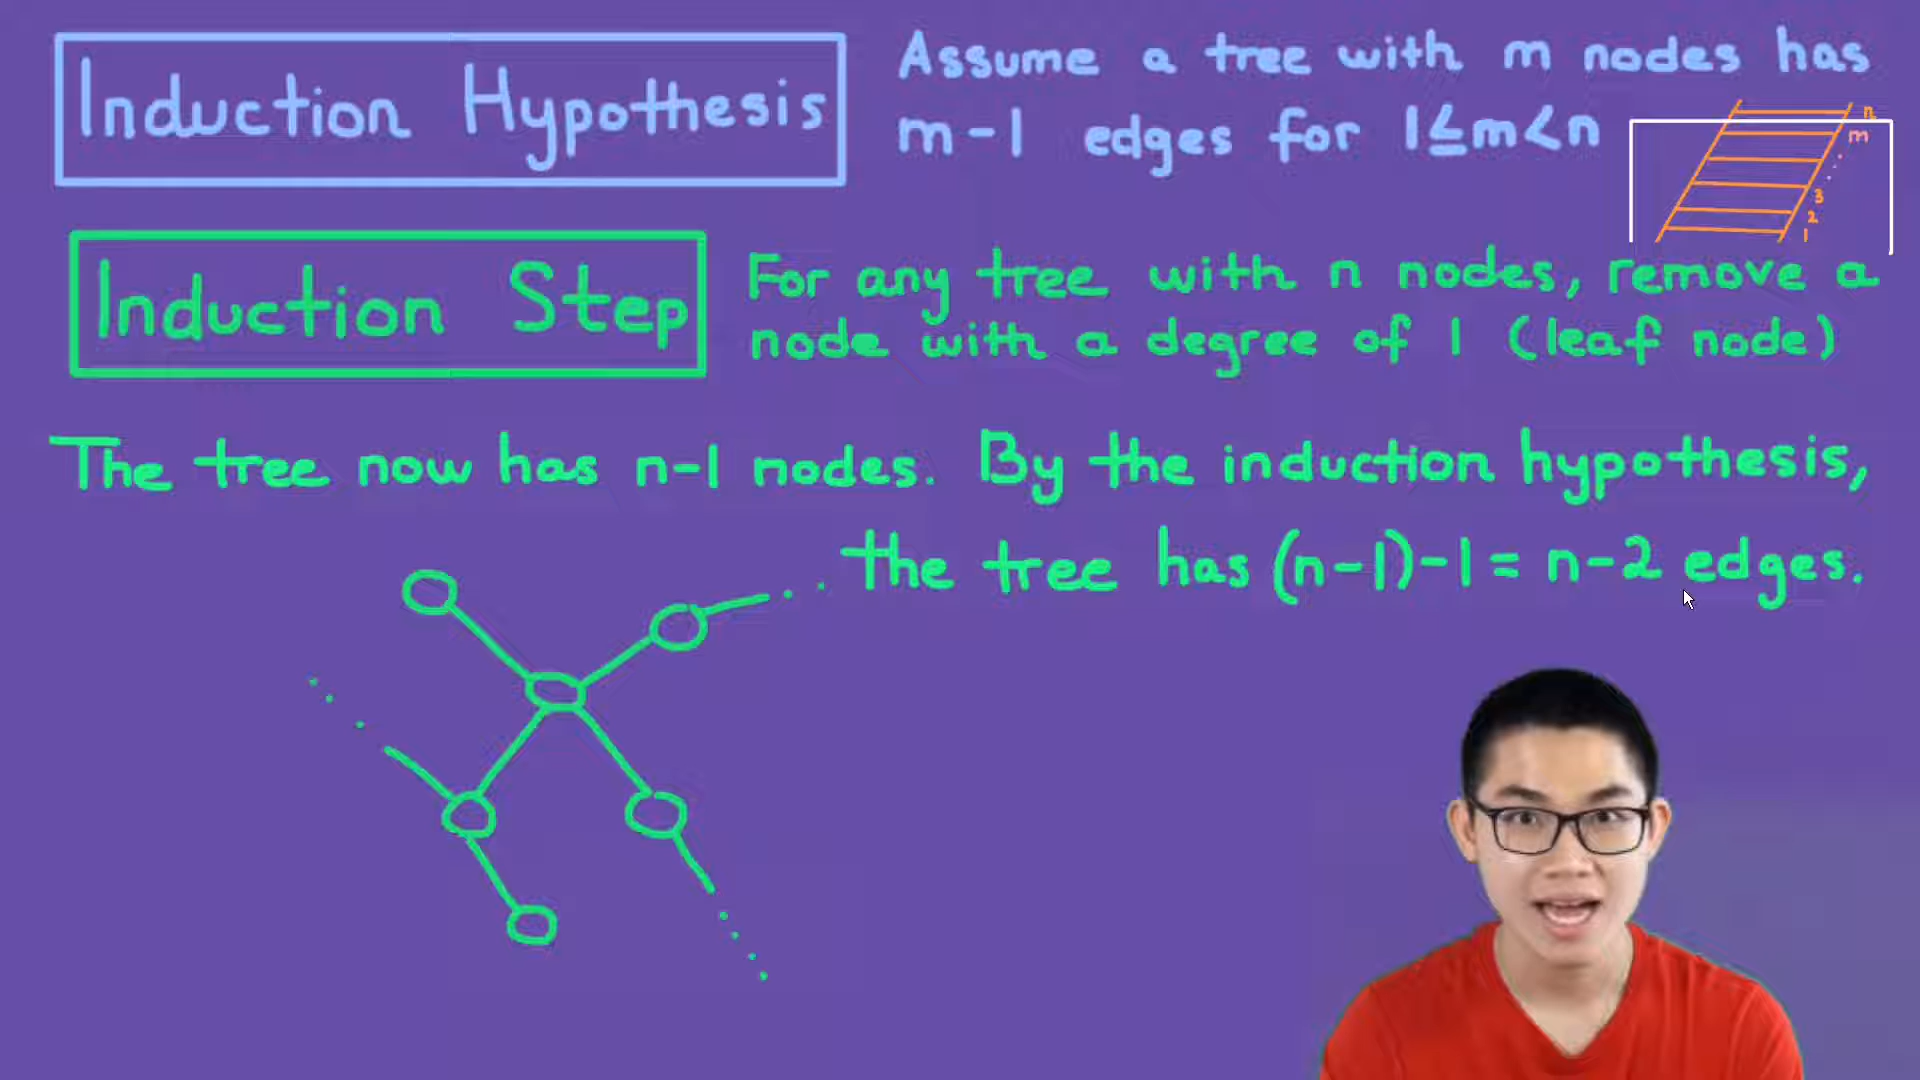 Induction Hypothesis
Assume a tree with m nodes has
m-1 edges for 1≤m<n
n
m
3
2
1
Induction Step
For any tree with n nodes, remove a
node with a degree of 1 (leaf node)
The tree now has n-1 nodes. By the induction hypothesis,
the tree has (n-1)-1 = n-2 edges.